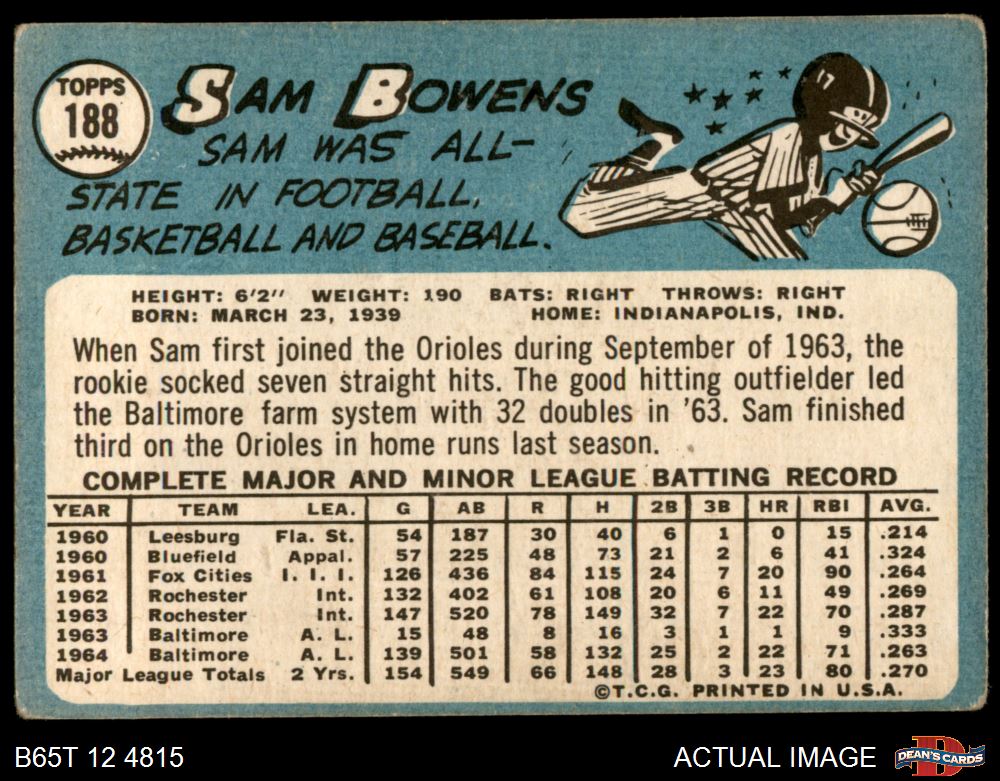 TOPPS
188
SAM BOWENS
SAM WAS ALL-
STATE IN FOOTBALL,
BASKETBALL AND BASEBALL.
17
HEIGHT: 6'2" WEIGHT: 190 BATS: RIGHT THROWS: RIGHT
BORN: MARCH 23, 1939 HOME: INDIANAPOLIS, IND.
When Sam first joined the Orioles during September of 1963, the
rookie socked seven straight hits. The good hitting outfielder led
the Baltimore farm system with 32 doubles in '63. Sam finished
third on the Orioles in home runs last season.
COMPLETE MAJOR AND MINOR LEAGUE BATTING RECORD
YEAR TEAM LEA. G AB R H 2B 3B HR RBI AVG.
1960 Leesburg Fla. St. 54 187 30 40 6 1 0 15 .214
1960 Bluefield Appal. 57 225 48 73 21 2 6 41 .324
1961 Fox Cities I. I. I. 126 436 84 115 24 7 20 90 .264
1962 Rochester Int. 132 402 61 108 20 6 11 49 .269
1963 Rochester Int. 147 520 78 149 32 7 22 70 .287
1963 Baltimore A. L. 15 48 8 16 3 1 1 9 .333
1964 Baltimore A. L. 139 501 58 132 25 2 22 71 .263
Major League Totals 2 Yrs. 154 549 66 148 28 3 23 80 .270
©T.C.G. PRINTED IN U.S.A.
B65T 12 4815 ACTUAL IMAGE
D
DEAN'S CARDS